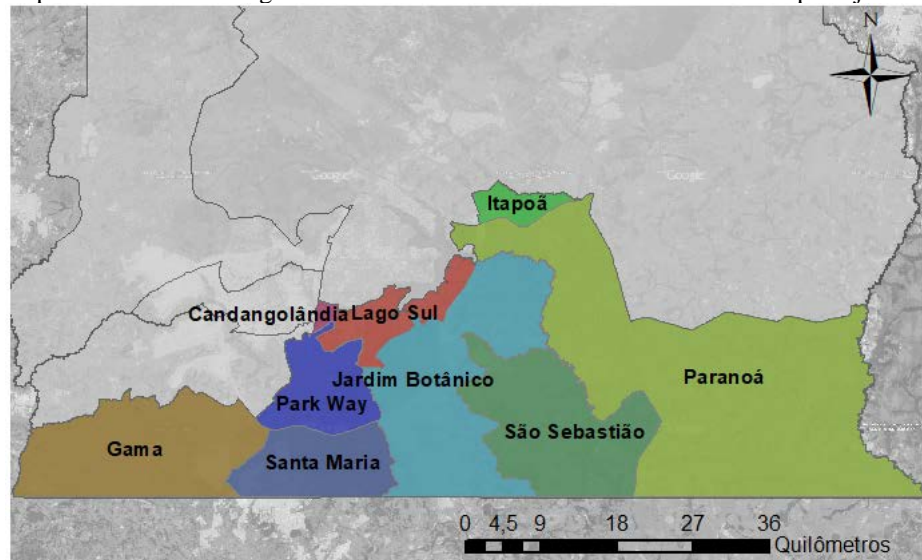 N
Itapoã
Candangolândia
Lago Sul
Jardim Botânico
Paranoá
Park Way
São Sebastião
Gama
Santa Maria
0 4,5 9 18 27 36
Quilômetros